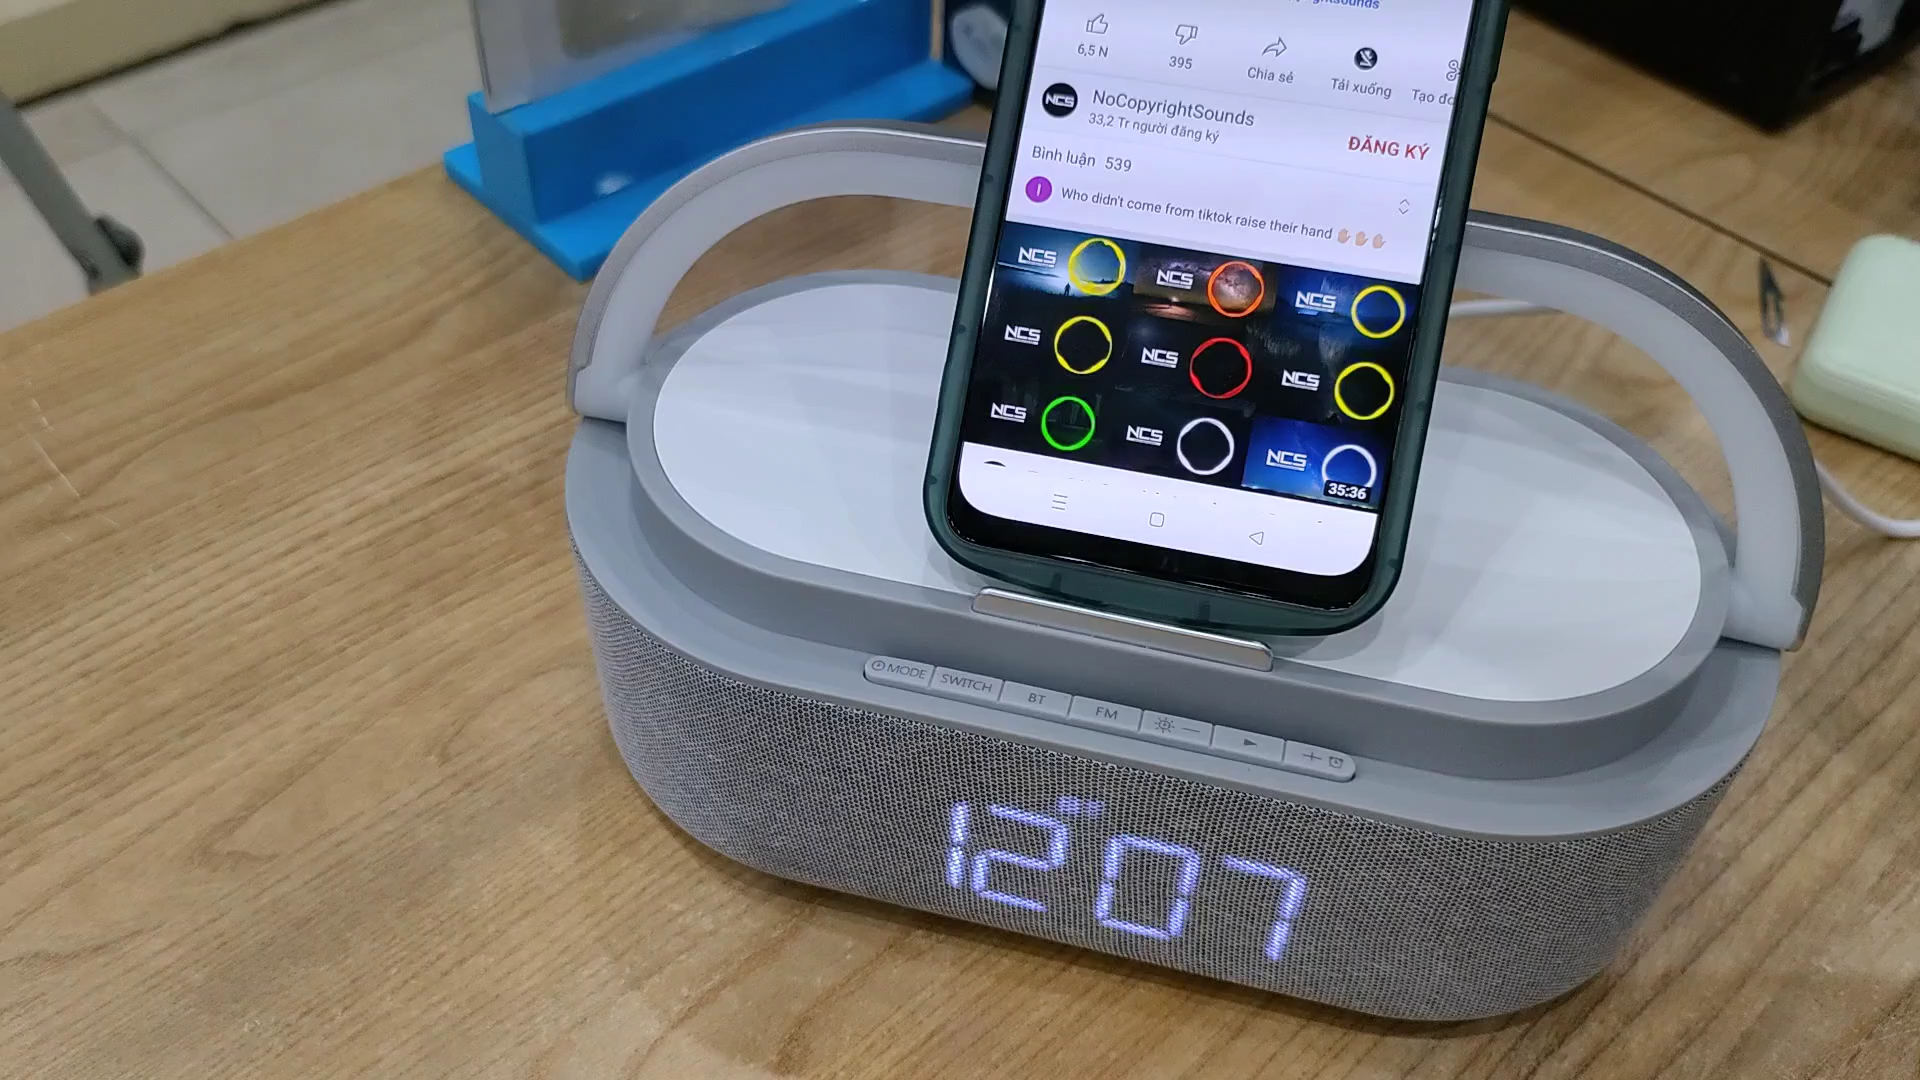 6,5 N
395
Chia sẻ
Tải xuống
NCS
NoCopyrightSounds
33,2 Tr người đăng ký
ĐĂNG KÝ
Bình luận 539
I
Who didn't come from tiktok raise their hand ✋🏼✋🏼✋🏼
NCS
NCS
NCS
NCS
NCS
NCS
NCS
NCS
NCS
35:36
MODE
SWITCH
BT
FM
12 07